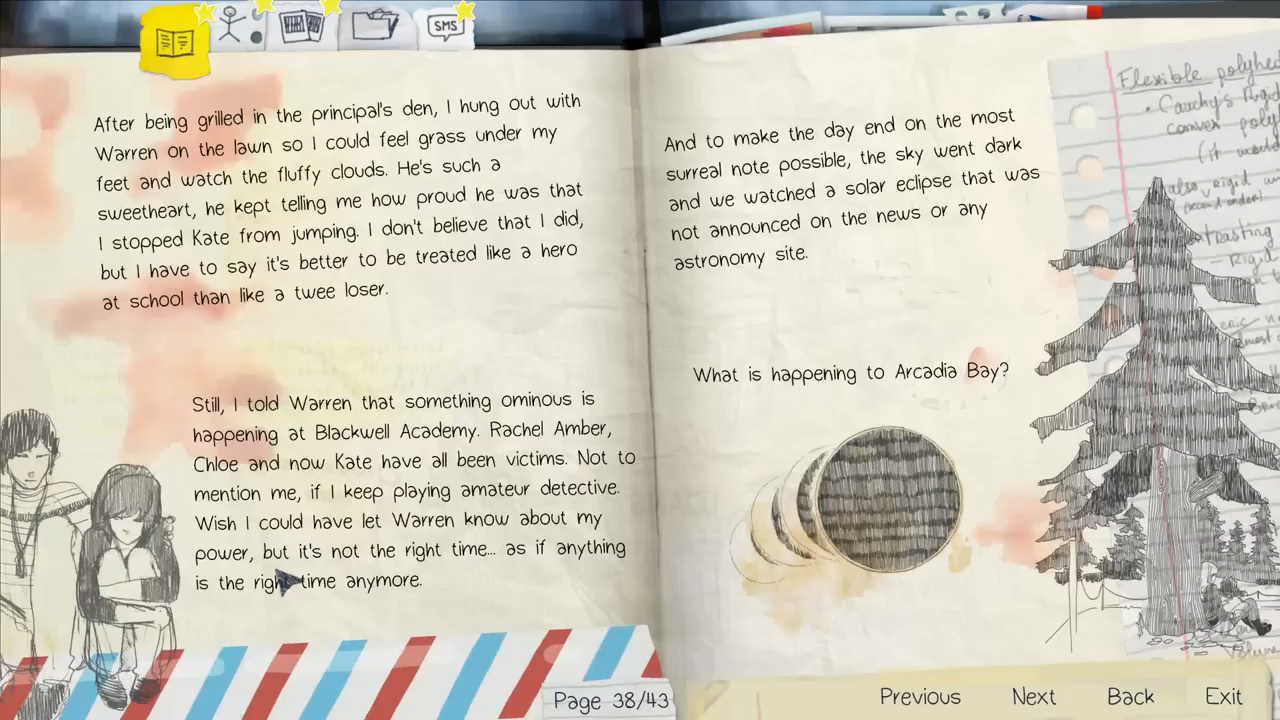 SMS
After being grilled in the principal's den, I hung out with
Warren on the lawn so I could feel grass under my
feet and watch the fluffy clouds. He's such a
sweetheart, he kept telling me how proud he was that
I stopped Kate from jumping. I don't believe that I did,
but I have to say it's better to be treated like a hero
at school than like a twee loser.
Still, I told Warren that something ominous is
happening at Blackwell Academy. Rachel Amber,
Chloe and now Kate have all been victims. Not to
mention me, if I keep playing amateur detective.
Wish I could have let Warren know about my
power, but it's not the right time... as if anything
is the right time anymore.
And to make the day end on the most
surreal note possible, the sky went dark
and we watched a solar eclipse that was
not announced on the news or any
astronomy site.
What is happening to Arcadia Bay?
Flexible
Cauchy's
convex
(it would
also, rigid
Rigid
Page 38/43
Previous
Next
Back
Exit